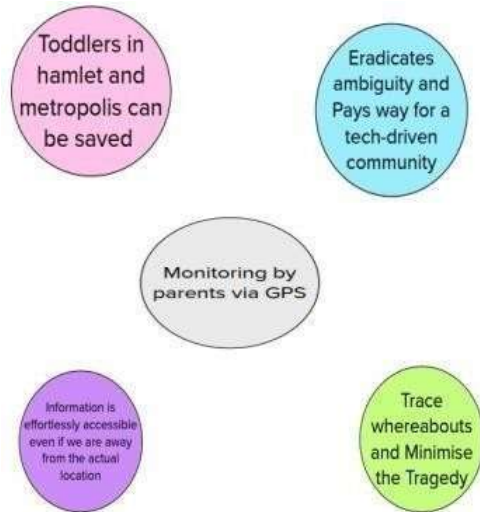 Toddlers in
hamlet and
metropolis can
be saved
Eradicates
ambiguity and
Pays way for a
tech-driven
community
Monitoring by
parents via GPS
Information is
effortlessly accessible
even if we are away
from the actual
location
Trace
whereabouts
and Minimise
the Tragedy